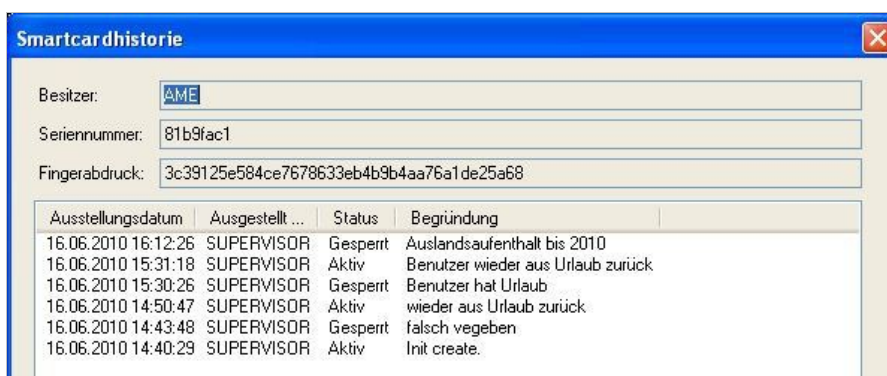 Smartcardhistorie
Besitzer: AME
Seriennummer: 81b9fac1
Fingerabdruck: 3c39125e584ce7678633eb4b9b4aa76a1de25a68
Ausstellungsdatum Ausgestellt ... Status Begründung
16.06.2010 16:12:26 SUPERVISOR Gesperrt Auslandsaufenthalt bis 2010
16.06.2010 15:31:18 SUPERVISOR Aktiv Benutzer wieder aus Urlaub zurück
16.06.2010 15:30:26 SUPERVISOR Gesperrt Benutzer hat Urlaub
16.06.2010 14:50:47 SUPERVISOR Aktiv wieder aus Urlaub zurück
16.06.2010 14:43:48 SUPERVISOR Gesperrt falsch vegeben
16.06.2010 14:40:29 SUPERVISOR Aktiv Init create.